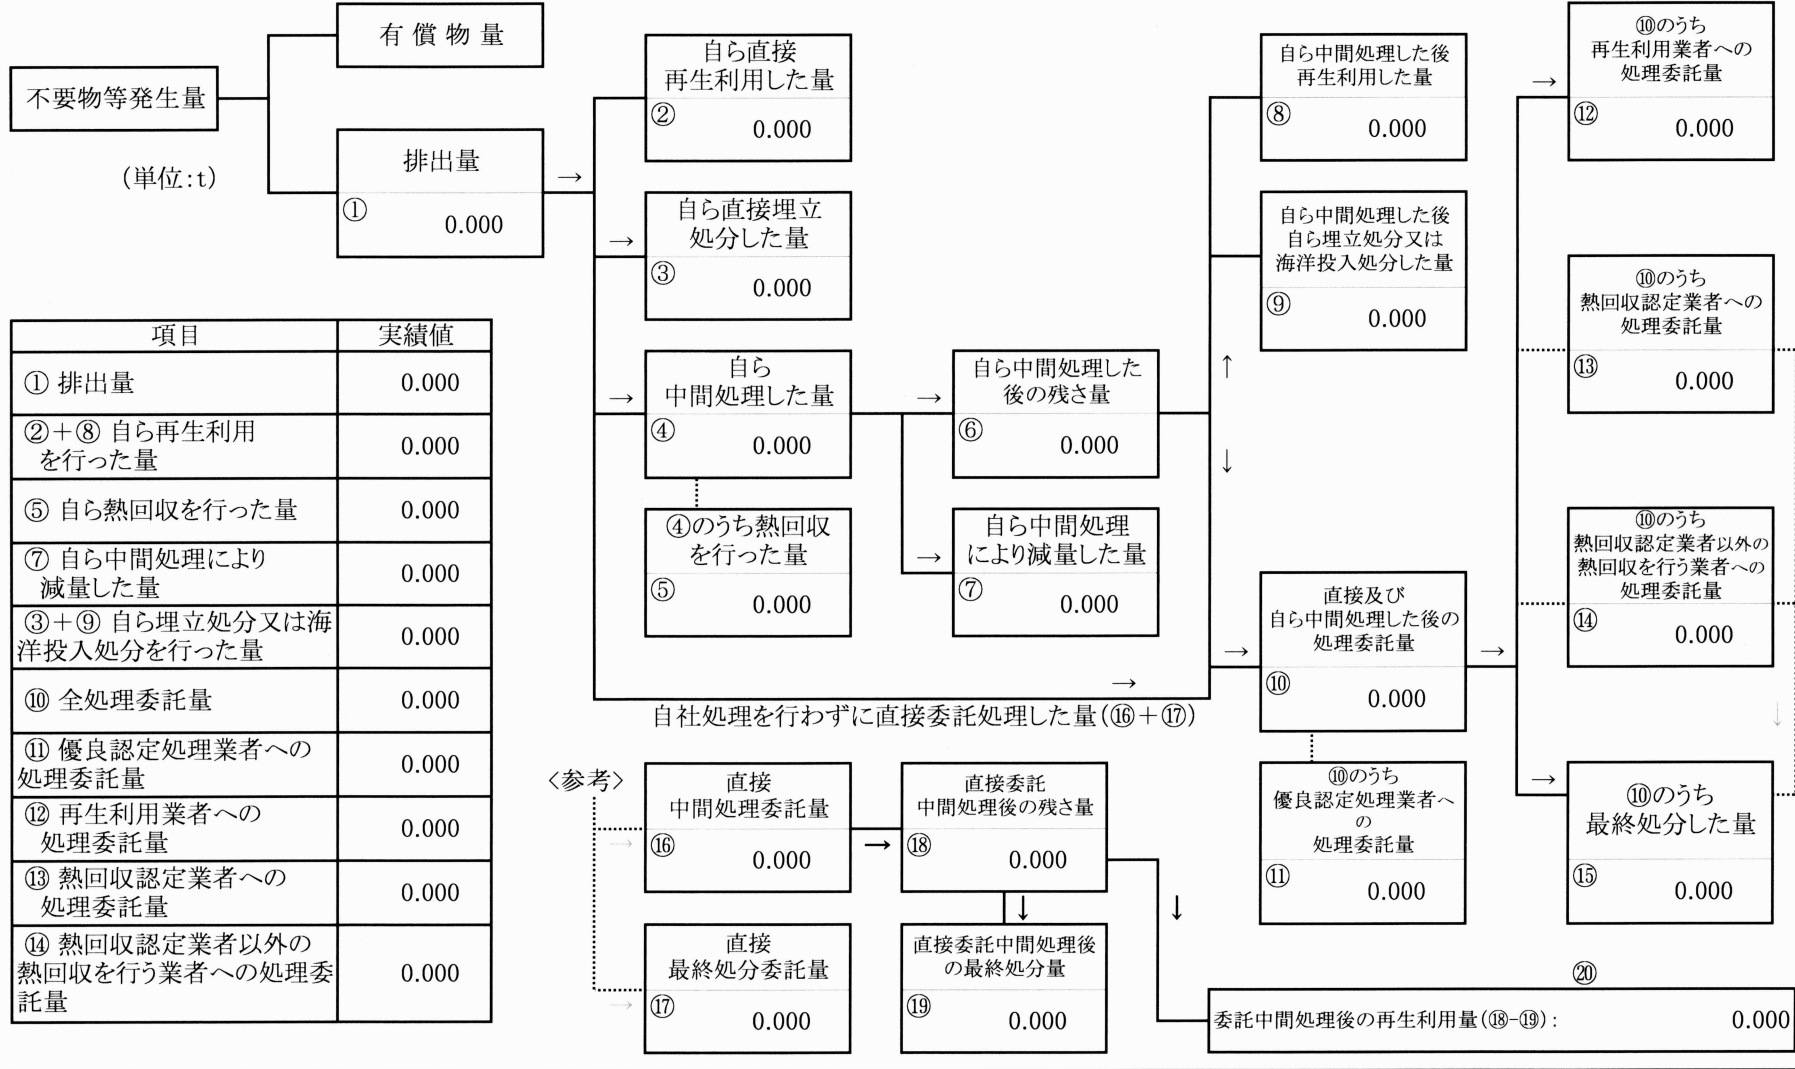 有償物量
不要物等発生量
(単位:t)
排出量
①
0.000
→
自ら直接
再生利用した量
②
0.000
→
自ら直接埋立
処分した量
③
0.000
→
自ら
中間処理した量
④
0.000
④のうち熱回収
を行った量
⑤
0.000
→
自ら中間処理した
後の残さ量
⑥
0.000
→
自ら中間処理
により減量した量
⑦
0.000
自ら中間処理した後
再生利用した量
⑧
0.000
自ら中間処理した後
自ら埋立処分又は
海洋投入処分した量
⑨
0.000
↑
↓
→
自社処理を行わずに直接委託処理した量(⑯+⑰)
→
直接及び
自ら中間処理した後の
処理委託量
⑩
0.000
⑩のうち
優良認定処理業者へ
の
処理委託量
⑪
0.000
→
→
⑩のうち
再生利用業者への
処理委託量
⑫
0.000
⑩のうち
熱回収認定業者への
処理委託量
⑬
0.000
⑩のうち
熱回収認定業者以外の
熱回収を行う業者への
処理委託量
⑭
0.000
↓
→
⑩のうち
最終処分した量
⑮
0.000
項目 実績値
① 排出量 0.000
②+⑧ 自ら再生利用
を行った量 0.000
⑤ 自ら熱回収を行った量 0.000
⑦ 自ら中間処理により
減量した量 0.000
③+⑨ 自ら埋立処分又は海
洋投入処分を行った量 0.000
⑩ 全処理委託量 0.000
⑪ 優良認定処理業者への
処理委託量 0.000
⑫ 再生利用業者への
処理委託量 0.000
⑬ 熱回収認定業者への
処理委託量 0.000
⑭ 熱回収認定業者以外の
熱回収を行う業者への処理委
託量 0.000
<参考>
→
直接
中間処理委託量
⑯
0.000
→
直接委託
中間処理後の残さ量
⑱
0.000
→
直接
最終処分委託量
⑰
0.000
↓
直接委託中間処理後
の最終処分量
⑲
0.000
↓
⑳
委託中間処理後の再生利用量(⑱-⑲): 0.000